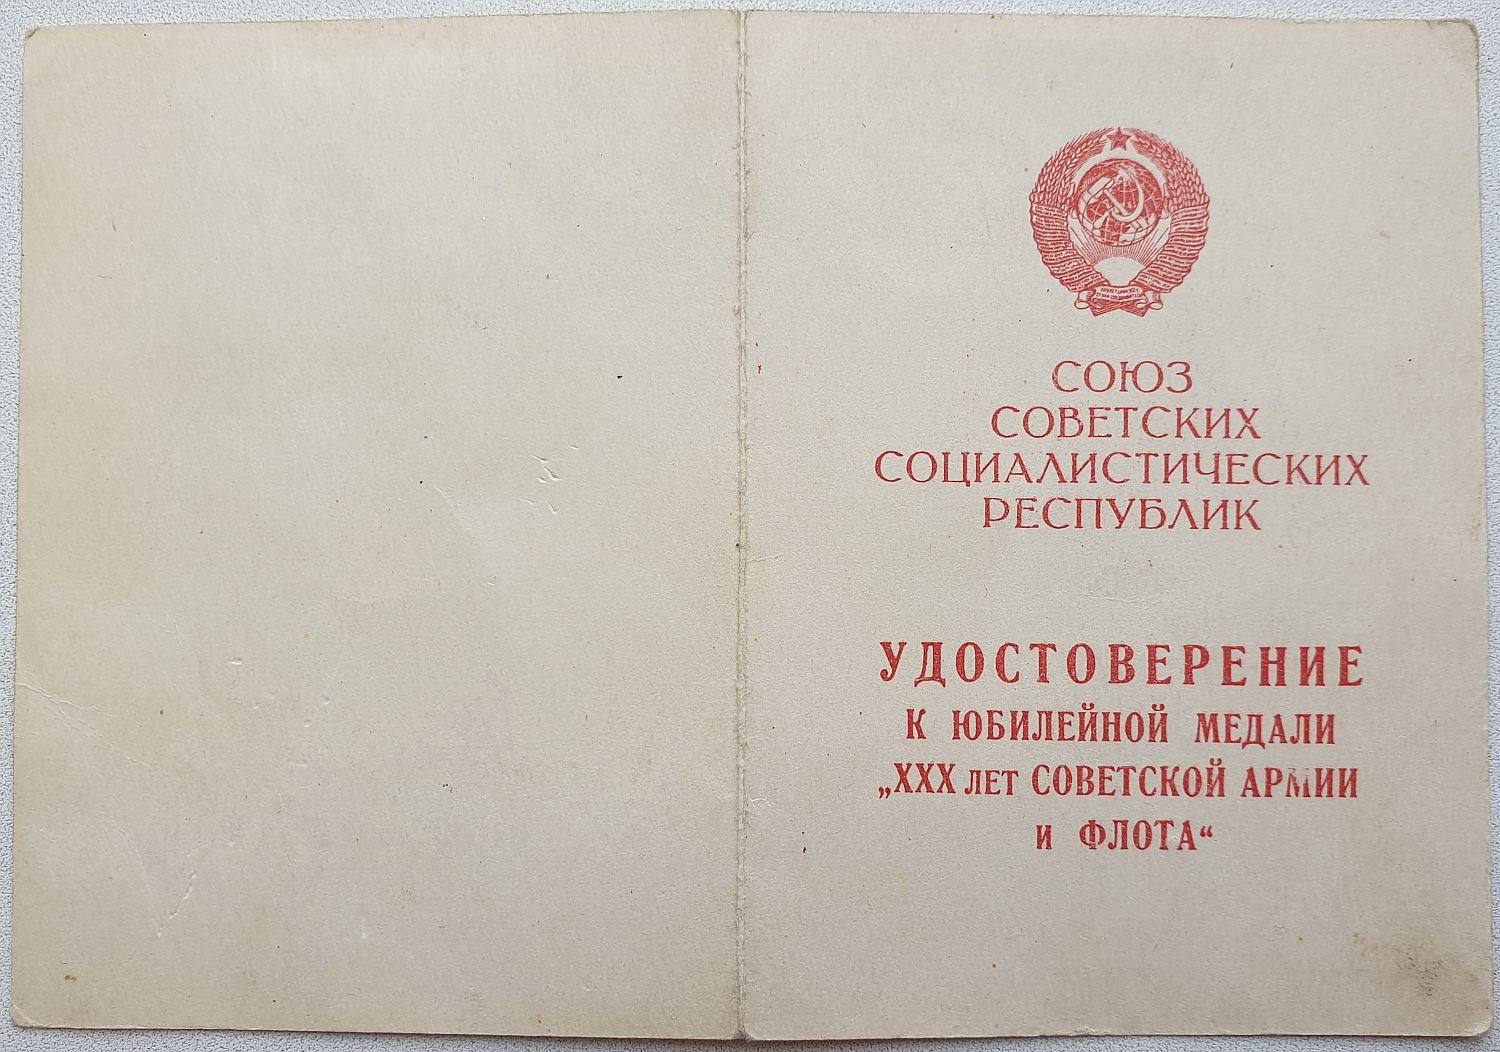 СОЮЗ
СОВЕТСКИХ
СОЦИАЛИСТИЧЕСКИХ
РЕСПУБЛИК
УДОСТОВЕРЕНИЕ
К ЮБИЛЕЙНОЙ МЕДАЛИ
„XXX ЛЕТ СОВЕТСКОЙ АРМИИ
И ФЛОТА“